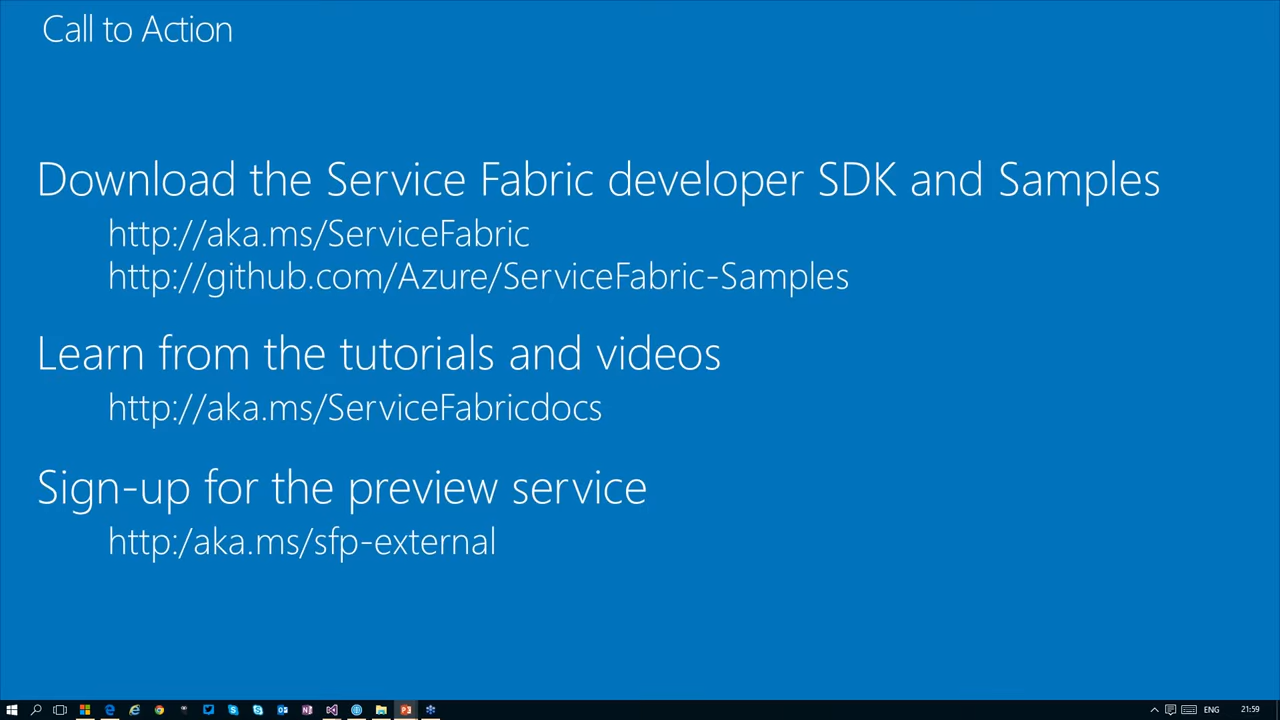 Call to Action
Download the Service Fabric developer SDK and Samples
http://aka.ms/ServiceFabric
http://github.com/Azure/ServiceFabric-Samples
Learn from the tutorials and videos
http://aka.ms/ServiceFabricdocs
Sign-up for the preview service
http:/aka.ms/sfp-external
ENG 21:59